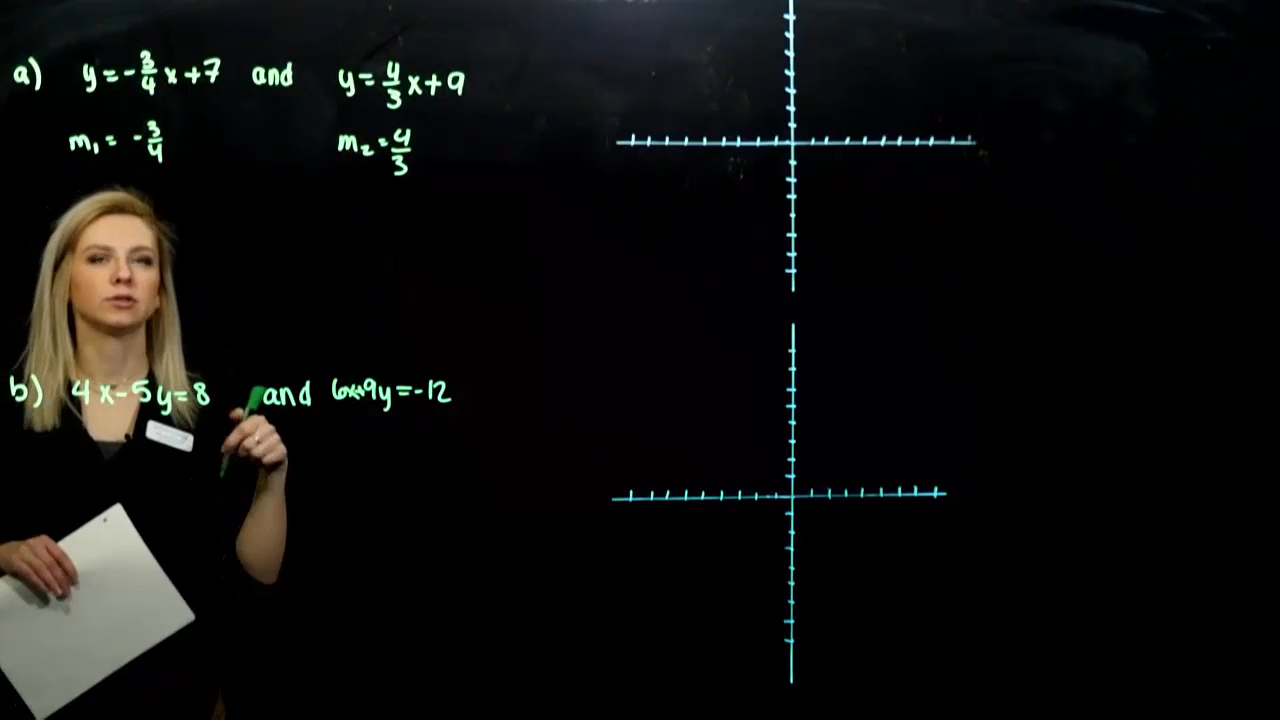 a) y = -3/4 x + 7 and y = 4/3 x + 9
m₁ = -3/4 m₂ = 4/3
b) 4x - 5y = 8 and 6x+9y = -12